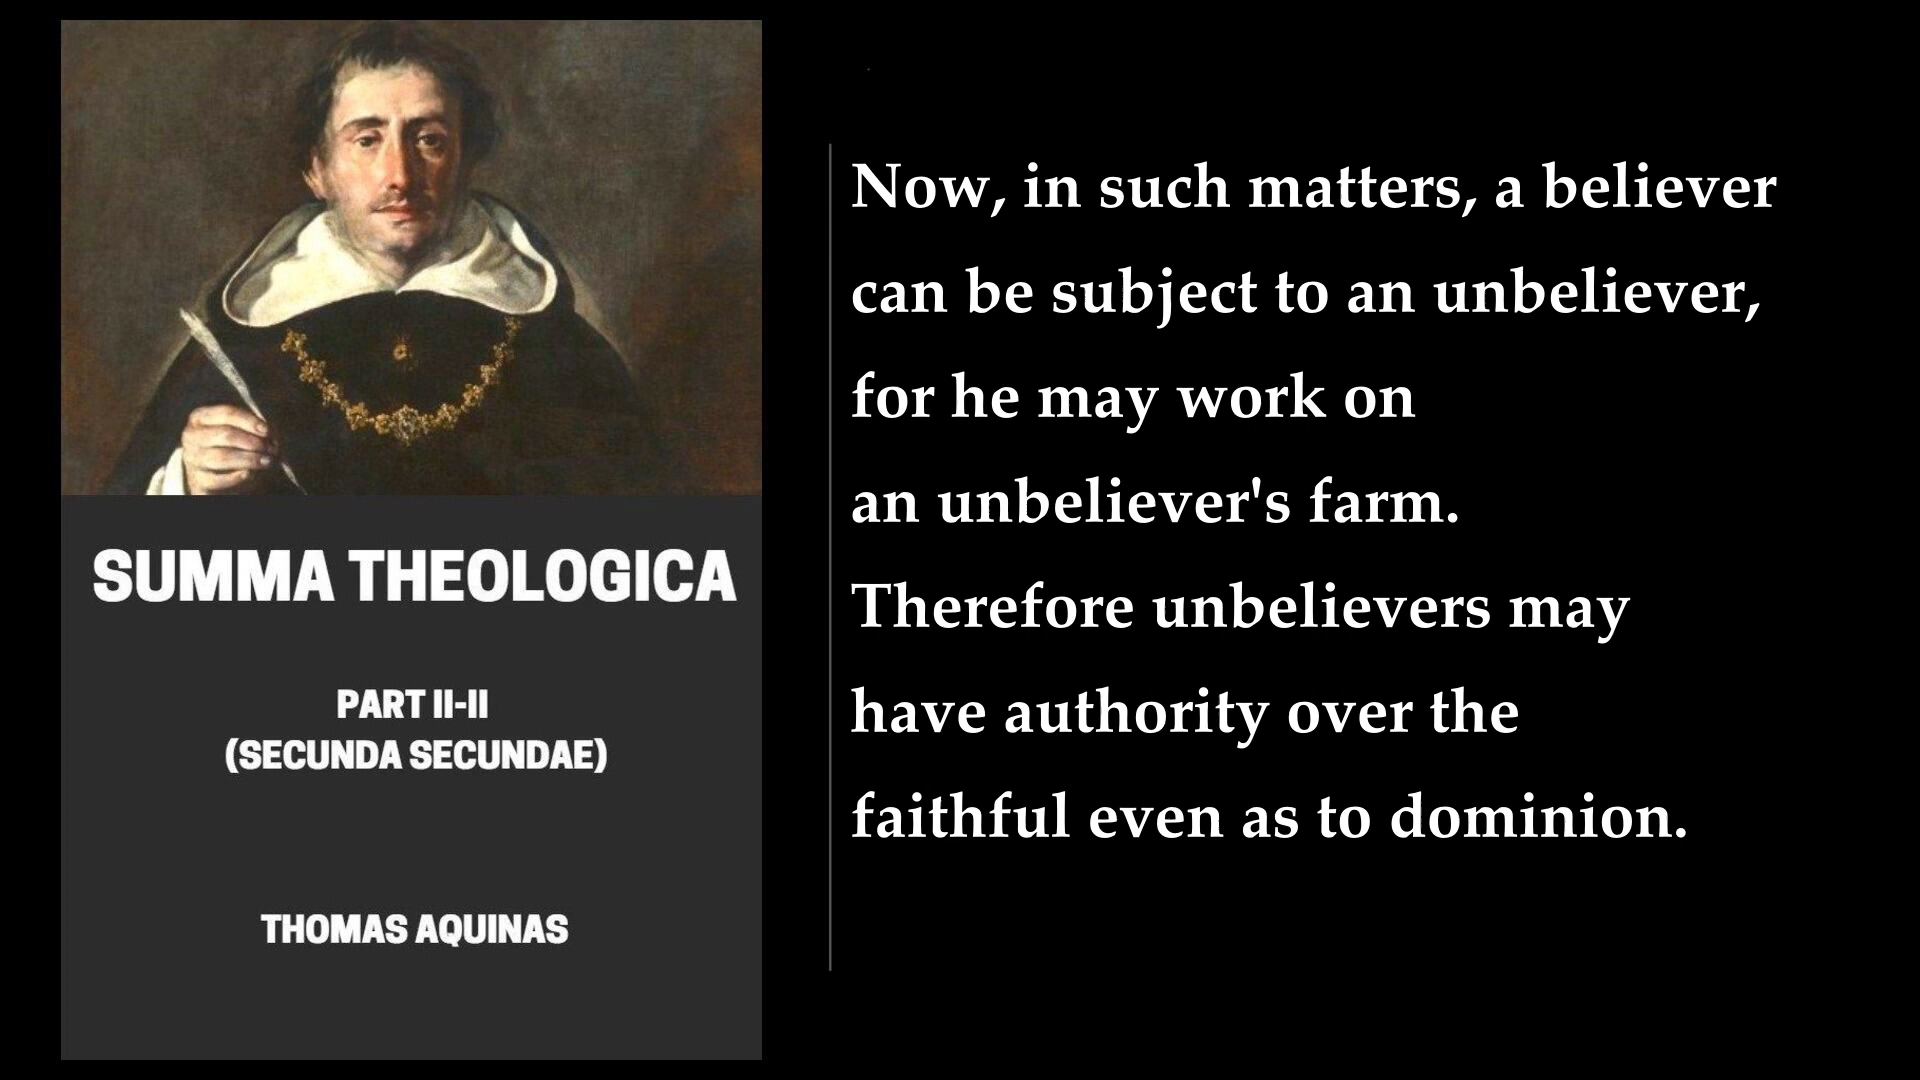 SUMMA THEOLOGICA
PART II-II
(SECUNDA SECUNDAE)
THOMAS AQUINAS
Now, in such matters, a believer
can be subject to an unbeliever,
for he may work on
an unbeliever's farm.
Therefore unbelievers may
have authority over the
faithful even as to dominion.